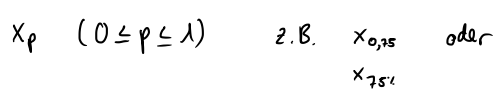 x_p (0 ≤ p ≤ 1) z.B. x_0,75 oder
x_75%